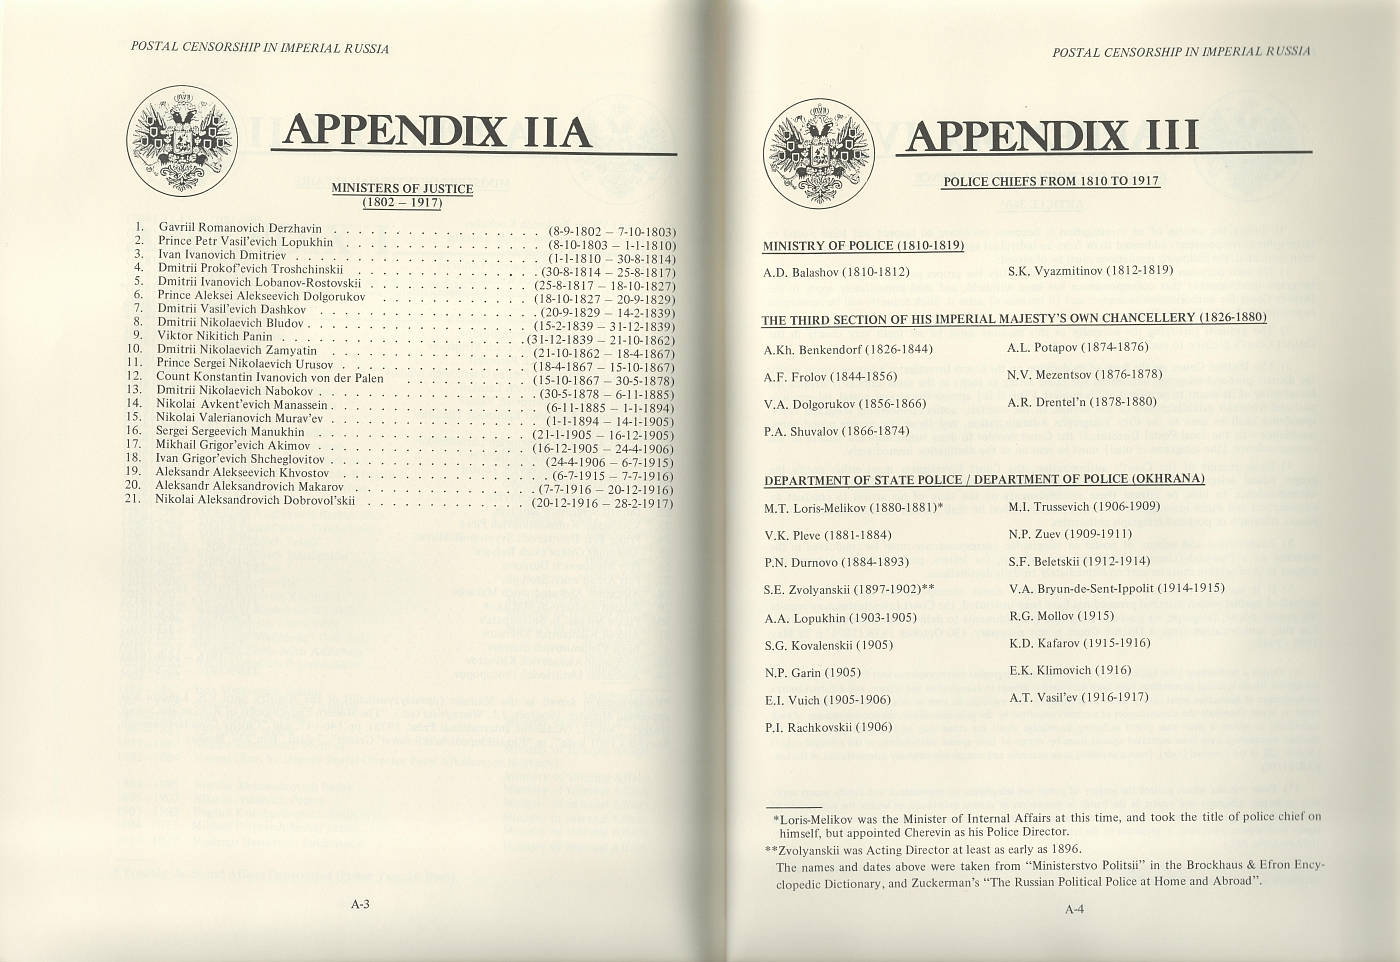 POSTAL CENSORSHIP IN IMPERIAL RUSSIA
APPENDIX IIA
MINISTERS OF JUSTICE
(1802 – 1917)
1. Gavriil Romanovich Derzhavin . . . . . . . . . . . . . . (8-9-1802 – 7-10-1803)
2. Prince Petr Vasil'evich Lopukhin . . . . . . . . . . . . . . (8-10-1803 – 1-1-1810)
3. Ivan Ivanovich Dmitriev . . . . . . . . . . . . . . . . (1-1-1810 – 30-8-1814)
4. Dmitrii Prokof'evich Troshchinskii . . . . . . . . . . . . . (30-8-1814 – 25-8-1817)
5. Dmitrii Ivanovich Lobanov-Rostovskii . . . . . . . . . . . . (25-8-1817 – 18-10-1827)
6. Prince Aleksei Alekseevich Dolgorukov . . . . . . . . . . . . (18-10-1827 – 20-9-1829)
7. Dmitrii Vasil'evich Dashkov . . . . . . . . . . . . . . . (20-9-1829 – 14-2-1839)
8. Dmitrii Nikolaevich Bludov . . . . . . . . . . . . . . . (15-2-1839 – 31-12-1839)
9. Viktor Nikitich Panin . . . . . . . . . . . . . . . . . (31-12-1839 – 21-10-1862)
10. Dmitrii Nikolaevich Zamyatin . . . . . . . . . . . . . . (21-10-1862 – 18-4-1867)
11. Prince Sergei Nikolaevich Urusov . . . . . . . . . . . . . (18-4-1867 – 15-10-1867)
12. Count Konstantin Ivanovich von der Palen . . . . . . . . . (15-10-1867 – 30-5-1878)
13. Dmitrii Nikolaevich Nabokov . . . . . . . . . . . . . . . (30-5-1878 – 6-11-1885)
14. Nikolai Avkent'evich Manassein . . . . . . . . . . . . . . (6-11-1885 – 1-1-1894)
15. Nikolai Valerianovich Murav'ev . . . . . . . . . . . . . . (1-1-1894 – 14-1-1905)
16. Sergei Sergeevich Manukhin . . . . . . . . . . . . . . (21-1-1905 – 16-12-1905)
17. Mikhail Grigor'evich Akimov . . . . . . . . . . . . . . (16-12-1905 – 24-4-1906)
18. Ivan Grigor'evich Shcheglovitov . . . . . . . . . . . . . . (24-4-1906 – 6-7-1915)
19. Aleksandr Alekseevich Khvostov . . . . . . . . . . . . . . (6-7-1915 – 7-7-1916)
20. Aleksandr Aleksandrovich Makarov . . . . . . . . . . . . . (7-7-1916 – 20-12-1916)
21. Nikolai Aleksandrovich Dobrovol'skii . . . . . . . . . . . . (20-12-1916 – 28-2-1917)
A-3
POSTAL CENSORSHIP IN IMPERIAL RUSSIA
APPENDIX III
POLICE CHIEFS FROM 1810 TO 1917
MINISTRY OF POLICE (1810-1819)
A.D. Balashov (1810-1812) S.K. Vyazmitinov (1812-1819)
THE THIRD SECTION OF HIS IMPERIAL MAJESTY'S OWN CHANCELLERY (1826-1880)
A.Kh. Benkendorf (1826-1844) A.L. Potapov (1874-1876)
A.F. Frolov (1844-1856) N.V. Mezentsov (1876-1878)
V.A. Dolgorukov (1856-1866) A.R. Drentel'n (1878-1880)
P.A. Shuvalov (1866-1874)
DEPARTMENT OF STATE POLICE / DEPARTMENT OF POLICE (OKHRANA)
M.T. Loris-Melikov (1880-1881)* M.I. Trussevich (1906-1909)
V.K. Pleve (1881-1884) N.P. Zuev (1909-1911)
P.N. Durnovo (1884-1893) S.F. Beletskii (1912-1914)
S.E. Zvolyanskii (1897-1902)** V.A. Bryun-de-Sent-Ippolit (1914-1915)
A.A. Lopukhin (1903-1905) R.G. Mollov (1915)
S.G. Kovalenskii (1905) K.D. Kafarov (1915-1916)
N.P. Garin (1905) E.K. Klimovich (1916)
E.I. Vuich (1905-1906) A.T. Vasil'ev (1916-1917)
P.I. Rachkovskii (1906)
*Loris-Melikov was the Minister of Internal Affairs at this time, and took the title of police chief on
himself, but appointed Cherevin as his Police Director.
**Zvolyanskii was Acting Director at least as early as 1896.
The names and dates above were taken from "Ministerstvo Politsii" in the Brockhaus & Efron Ency-
clopedic Dictionary, and Zuckerman's "The Russian Political Police at Home and Abroad".
A-4